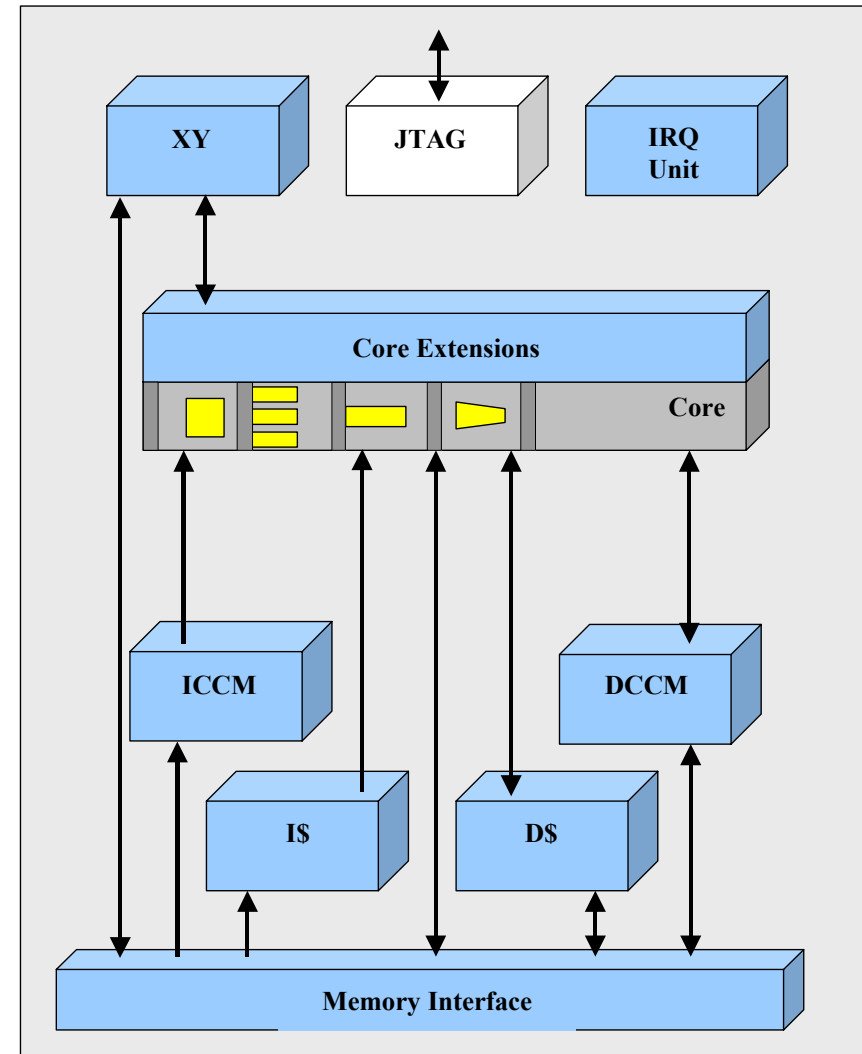 XY
JTAG
IRQ
Unit
Core Extensions
Core
ICCM
DCCM
I$
D$
Memory Interface